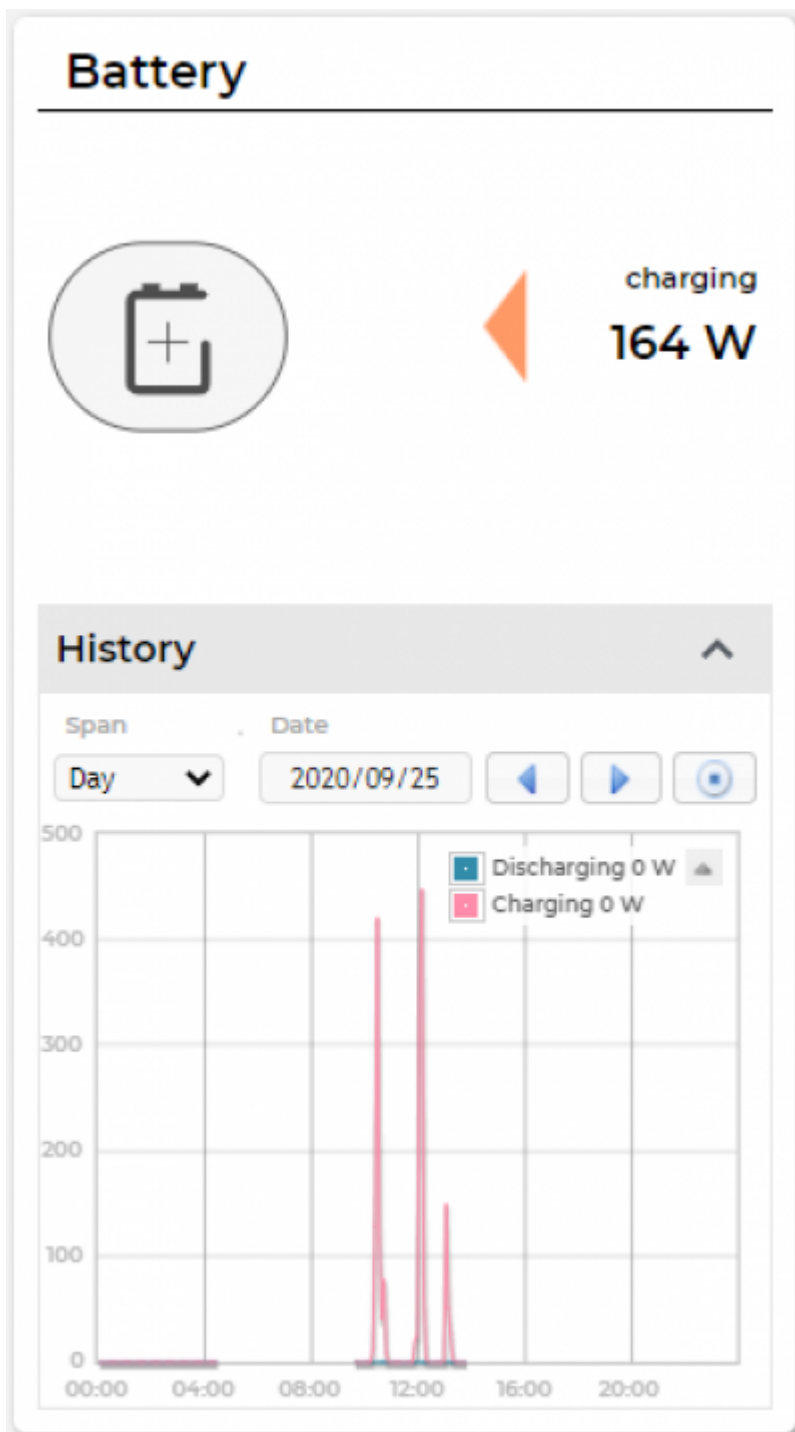 Battery
charging
164 W
History
Span . Date
Day 2020/09/25
500
Discharging 0 W
Charging 0 W
400
300
200
100
0
00:00 04:00 08:00 12:00 16:00 20:00